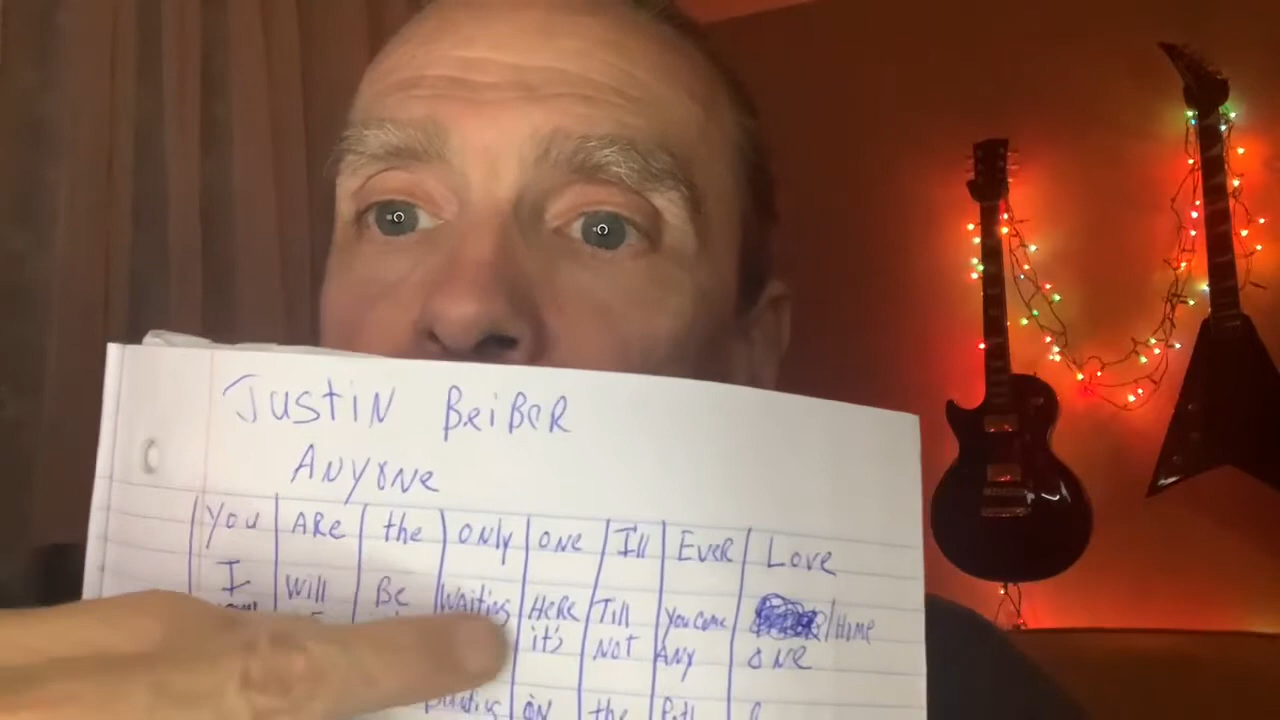 Justin BeiBeR
ANyoNe
you | ARe | the | oNly | oNe | Ill | EveR | Love
I | will | Be | WAitiNg | HeRe | Till | you come | Home
it's | Not | ANy | oNe
oN | the